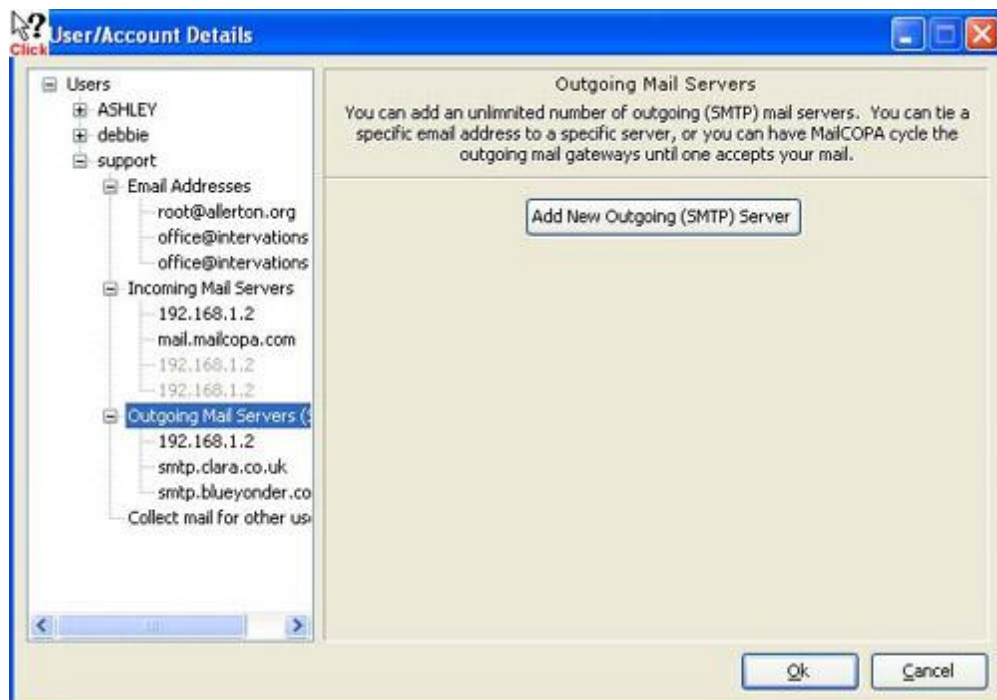 User/Account Details
Click
Users
ASHLEY
debbie
support
Email Addresses
root@allerton.org
office@intervations
office@intervations
Incoming Mail Servers
192.168.1.2
mail.mailcopa.com
192.168.1.2
192.168.1.2
Outgoing Mail Servers (S
192.168.1.2
smtp.clara.co.uk
smtp.blueyonder.co
Collect mail for other use
Outgoing Mail Servers
You can add an unlimnited number of outgoing (SMTP) mail servers. You can tie a
specific email address to a specific server, or you can have MailCOPA cycle the
outgoing mail gateways until one accepts your mail.
Add New Outgoing (SMTP) Server
Ok
Cancel